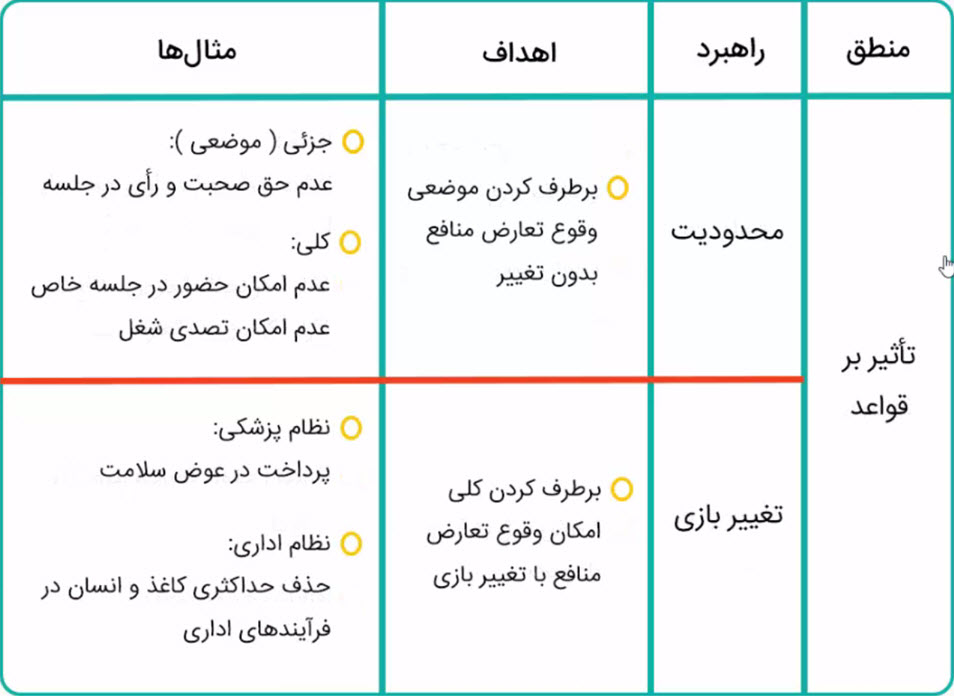 منطق
راهبرد
اهداف
مثال‌ها
تأثیر بر
قواعد
محدودیت
برطرف کردن موضعی
وقوع تعارض منافع
بدون تغییر
جزئی ( موضعی ):
عدم حق صحبت و رأی در جلسه
کلی:
عدم امکان حضور در جلسه خاص
عدم امکان تصدی شغل
تغییر بازی
برطرف کردن کلی
امکان وقوع تعارض
منافع با تغییر بازی
نظام پزشکی:
پرداخت در عوض سلامت
نظام اداری:
حذف حداکثری کاغذ و انسان در
فرآیندهای اداری